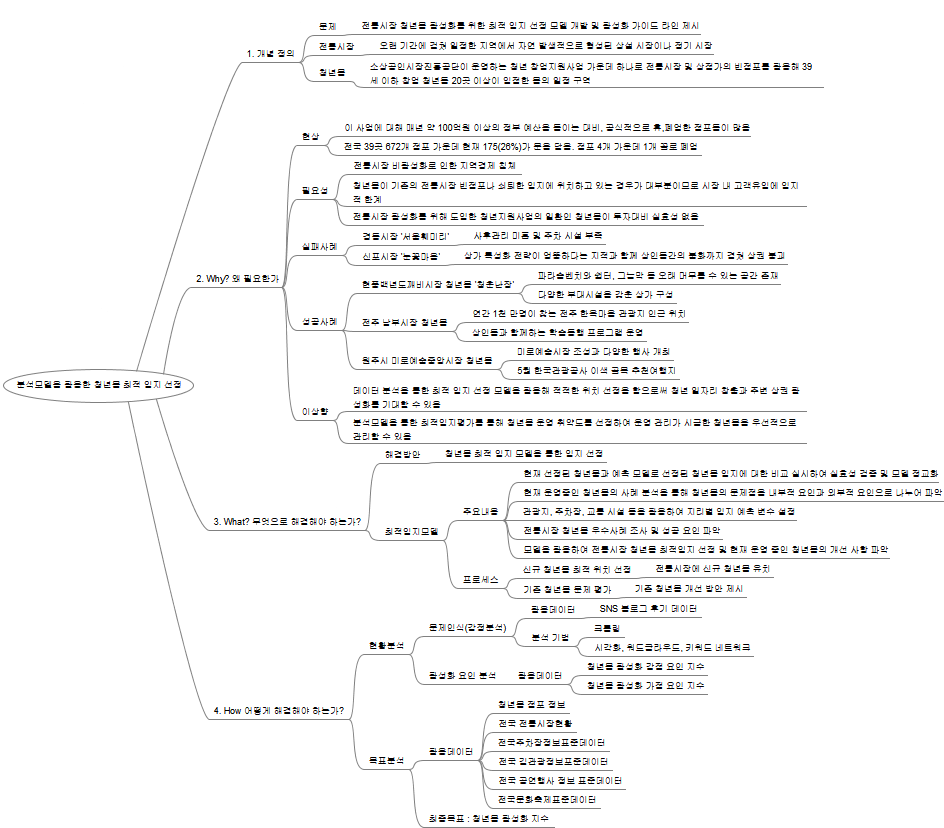 분석모델을 활용한 청년몰 최적 입지 선정
1. 개념 정의
문제
전통시장 청년몰 활성화를 위한 최적 입지 선정 모델 개발 및 활성화 가이드 라인 제시
전통시장
오랜 기간에 걸쳐 일정한 지역에서 자연 발생적으로 형성된 상설 시장이나 정기 시장
청년몰
소상공인시장진흥공단이 운영하는 청년 창업지원사업 가운데 하나로 전통시장 및 상점가의 빈점포를 활용해 39
세 이하 창업 청년몰 20곳 이상이 입점한 몰의 일정 구역
2. Why? 왜 필요한가
현상
이 사업에 대해 매년 약 100억원 이상의 정부 예산을 들이는 대비, 공식적으로 휴,폐업한 점포들이 많음
전국 39곳 672개 점포 가운데 현재 175(26%)가 문을 닫음. 점포 4개 가운데 1개 꼴로 폐업
필요성
전통시장 비활성화로 인한 지역경제 침체
청년몰이 기존의 전통시장 빈점포나 쇠퇴한 입지에 위치하고 있는 경우가 대부분이므로 시장 내 고객유입에 입지
적 한계
전통시장 활성화를 위해 도입한 청년지원사업의 일환인 청년몰이 투자대비 실효성 없음
실패사례
경동시장 '서울훼미리'
사후관리 미흡 및 주차 시설 부족
신포시장 '눈꽃마을'
상가 특성화 전략이 엉뚱하다는 지적과 함께 상인들간의 불화까지 겹쳐 상권 붕괴
성공사례
현풍백년도깨비시장 청년몰 '청춘난장'
파라솔벤치와 쉼터, 그늘막 등 오래 머무를 수 있는 공간 존재
다양한 부대시설을 갖춘 상가 구성
전주 남부시장 청년몰
연간 1천 만명이 찾는 전주 한옥마을 관광지 인근 위치
상인들과 함께하는 학습동행 프로그램 운영
원주시 미로예술중앙시장 청년몰
미로예술시장 조성과 다양한 행사 개최
5월 한국관광공사 이색 골목 추천여행지
이상향
데이터 분석을 통한 최적 입지 선정 모델을 활용해 적적한 위치 선정을 함으로써 청년 일자리 창출과 주변 상권 활
성화를 기대할 수 있음
분석모델을 통한 최적입지평가를 통해 청년몰 운영 취약도를 선정하여 운영 관리가 시급한 청년몰을 우선적으로
관리할 수 있음
3. What? 무엇으로 해결해야 하는가?
해결방안
청년몰 최적 입지 모델을 통한 입지 선정
최적입지모델
주요내용
현재 선정된 청년몰과 예측 모델로 선정된 청년몰 입지에 대한 비교 실시하여 실효성 검증 및 모델 정교화
현재 운영중인 청년몰의 사례 분석을 통해 청년몰의 문제점을 내부적 요인과 외부적 요인으로 나누어 파악
관광지, 주차장, 교통 시설 등을 활용하여 지리별 입지 예측 변수 설정
전통시장 청년몰 우수사례 조사 및 성공 요인 파악
모델을 활용하여 전통시장 청년몰 최적입지 선정 및 현재 운영 중인 청년몰의 개선 사항 파악
프로세스
신규 청년몰 최적 위치 선정
전통시장에 신규 청년몰 유치
기존 청년몰 문제 평가
기존 청년몰 개선 방안 제시
4. How 어떻게 해결해야 하는가?
현황분석
문제인식(감정분석)
활용데이터
SNS 블로그 후기 데이터
분석 기법
크롤링
시각화, 워드클라우드, 키워드 네트워크
활성화 요인 분석
활용데이터
청년몰 활성화 감점 요인 지수
청년몰 활성화 가점 요인 지수
목표분석
활용데이터
청년몰 점포 정보
전국 전통시장현황
전국주차장정보표준데이터
전국 길관광정보표준데이터
전국 공연행사 정보 표준데이터
전국문화축제표준데이터
최종목표 : 청년몰 활성화 지수